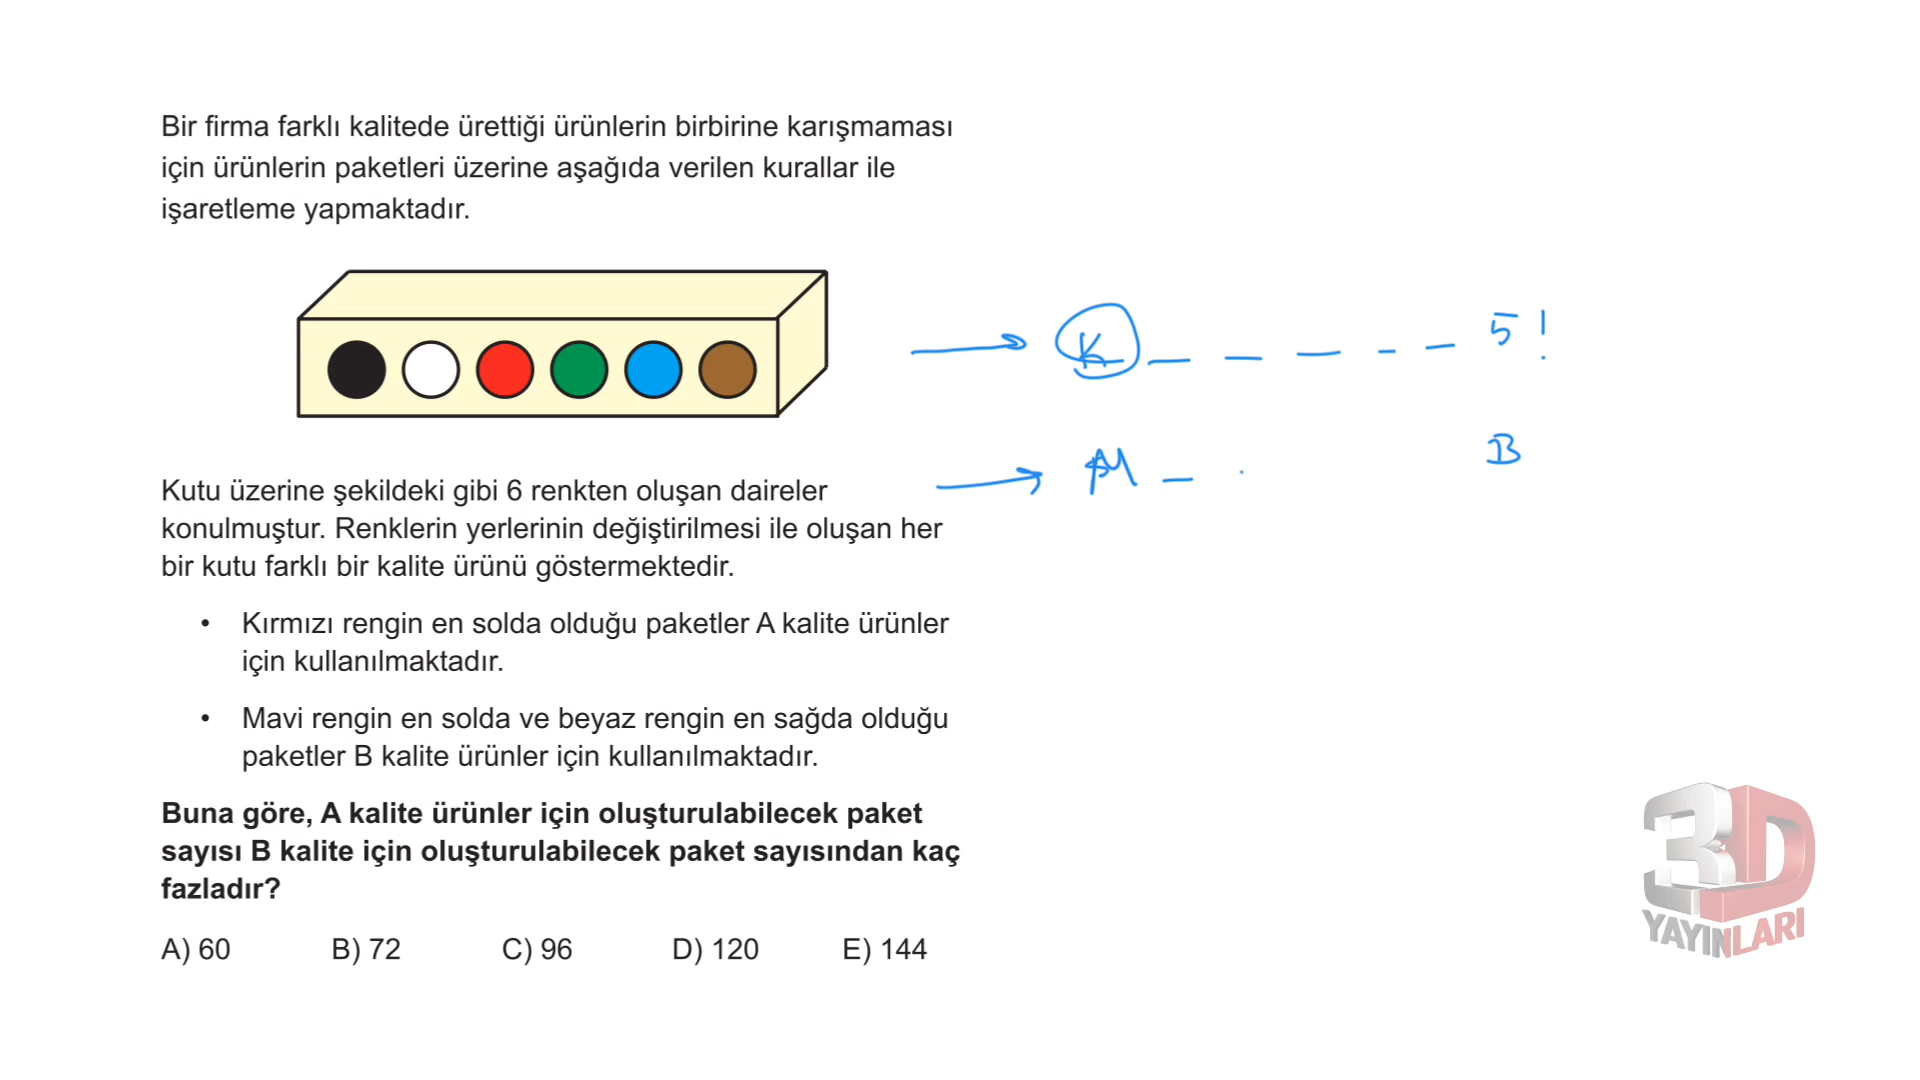 Bir firma farklı kalitede ürettiği ürünlerin birbirine karışmaması
için ürünlerin paketleri üzerine aşağıda verilen kurallar ile
işaretleme yapmaktadır.
K _ _ _ _ _ 5!
M _ B
Kutu üzerine şekildeki gibi 6 renkten oluşan daireler
konulmuştur. Renklerin yerlerinin değiştirilmesi ile oluşan her
bir kutu farklı bir kalite ürünü göstermektedir.
• Kırmızı rengin en solda olduğu paketler A kalite ürünler
için kullanılmaktadır.
• Mavi rengin en solda ve beyaz rengin en sağda olduğu
paketler B kalite ürünler için kullanılmaktadır.
Buna göre, A kalite ürünler için oluşturulabilecek paket
sayısı B kalite için oluşturulabilecek paket sayısından kaç
fazladır?
A) 60 B) 72 C) 96 D) 120 E) 144
3D
YAYINLARI